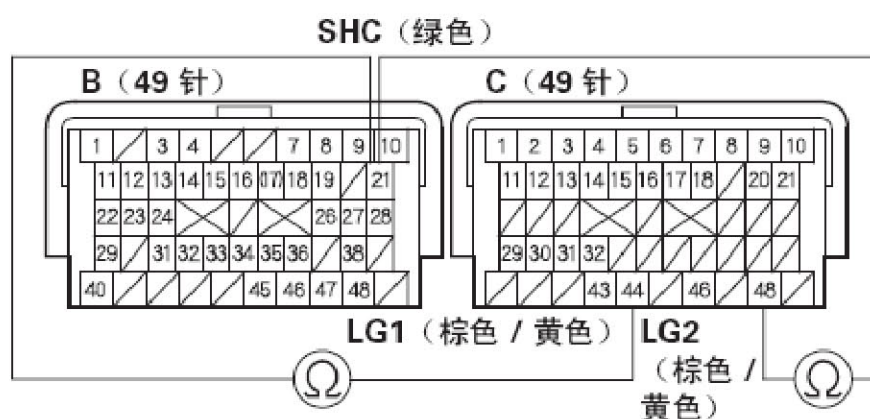 SHC（绿色）
B（49 针）
C（49 针）
1 3 4 7 8 9 10
11 12 13 14 15 16 17 18 19 21
22 23 24 26 27 28
29 31 32 33 34 35 36 38
40 45 46 47 48
1 2 3 4 5 6 7 8 9 10
11 12 13 14 15 16 17 18 20 21
29 30 31 32
43 44 46 48
LG1（棕色 / 黄色）
LG2
（棕色 /
黄色）
Ω
Ω